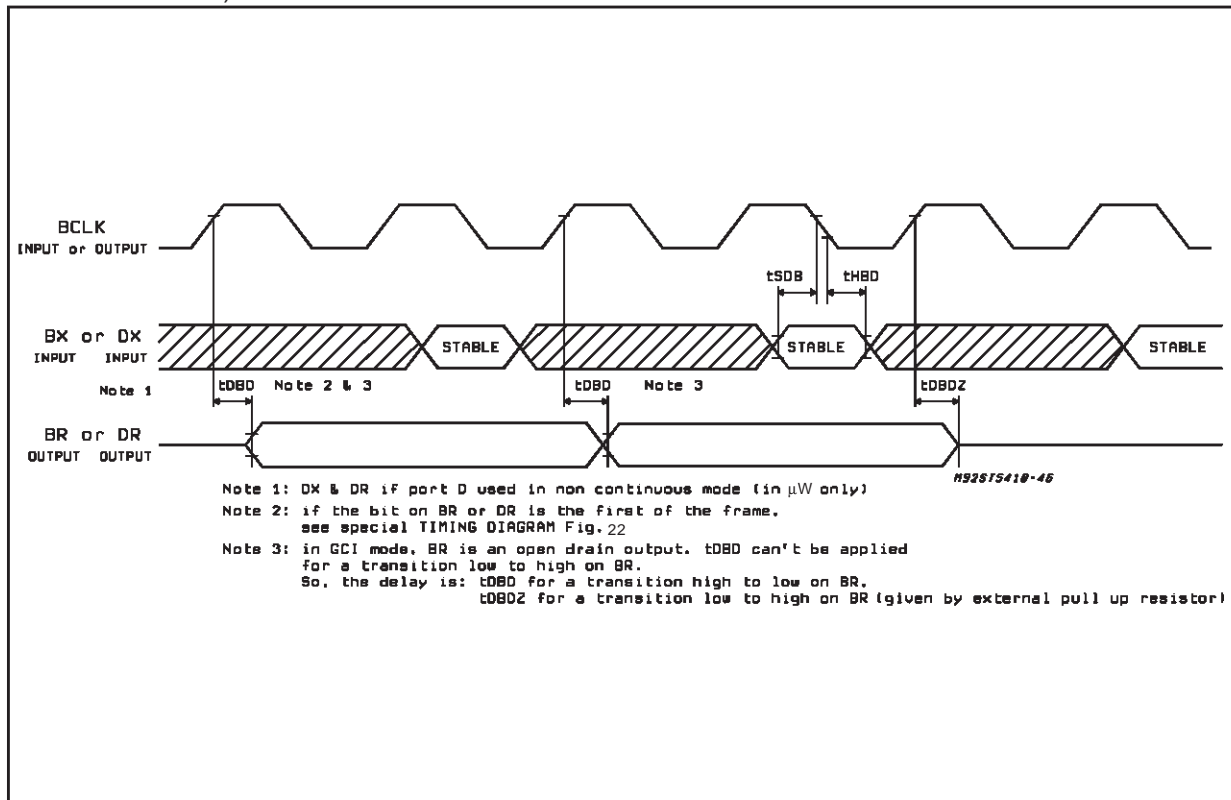 BCLK
INPUT or OUTPUT
tSDB tHBD
BX or DX
INPUT INPUT
STABLE STABLE STABLE
Note 1
tDBD Note 2 & 3 tDBD Note 3 tDBDZ
BR or DR
OUTPUT OUTPUT
M92ST5410-46
Note 1: DX & DR if port D used in non continuous mode (in μW only)
Note 2: if the bit on BR or DR is the first of the frame.
see special TIMING DIAGRAM Fig. 22
Note 3: in GCI mode, BR is an open drain output. tDBD can't be applied
for a transition low to high on BR.
So, the delay is: tDBD for a transition high to low on BR.
tDBDZ for a transition low to high on BR (given by external pull up resistor)